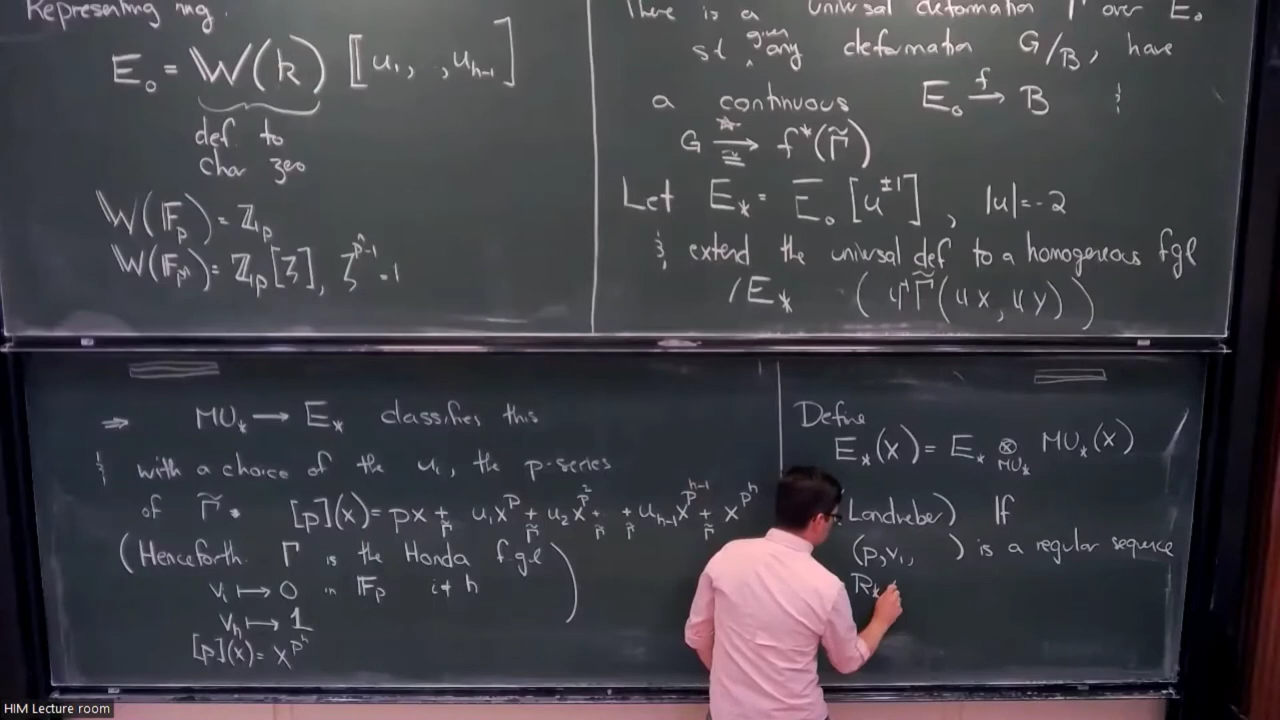 Representing ring.
E₀ = W(k) [[u₁, ,u_{h-1}]]
def. to
char zero
W(F_p) = Z_p
W(F_{p^n}) = Z_p[ζ], ζ^{p^n-1} = 1
There is a universal deformation Γ̃ over E₀
st given any deformation G/B, have
a continuous E₀ →^f B &
G →^⋆_≅ f*(Γ̃)
Let E_* = E₀[u^{±1}], |u|=-2
& extend the universal def to a homogeneous fgl
/E_* (u⁻¹Γ̃(ux, uy))
⇒ MU_* → E_* classifies this
& with a choice of the u_i, the p-series
of Γ̃. [p](x) = px +_Γ̃ u₁x^p +_Γ̃ u₂x^{p²} +_Γ̃ +_Γ̃ u_{h-1}x^{p^{h-1}} +_Γ̃ x^{p^h}
(Henceforth. Γ is the Honda f.g.l
v_i ↦ 0 in F_p i≠h
v_h ↦ 1
[p](x) = x^{p^h})
Define
E_*(X) = E_* ⊗_{MU_*} MU_*(X)
Landweber) If
(p, v₁, ) is a regular sequence
R_*
HIM Lecture room